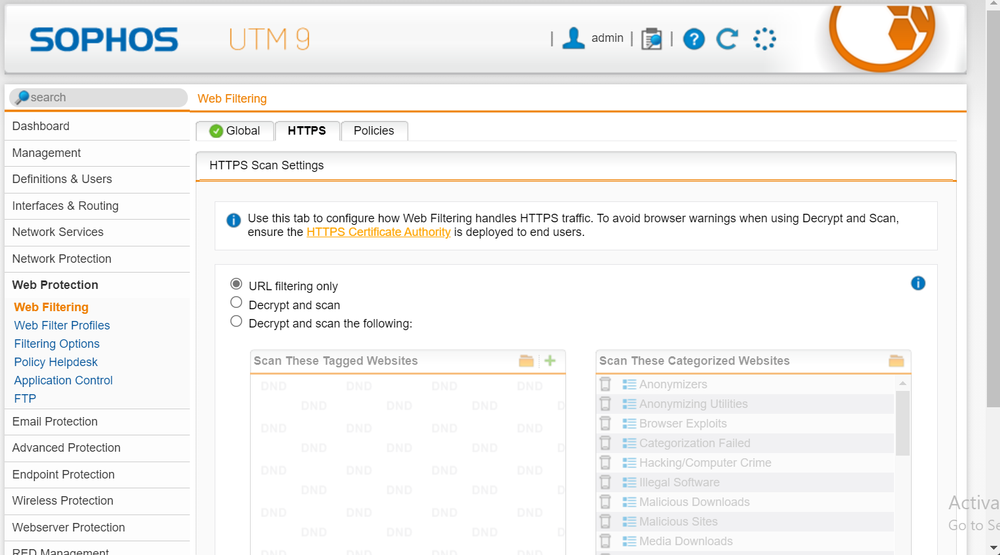 SOPHOS UTM 9
| admin | |
search
Web Filtering
Dashboard
Management
Definitions & Users
Interfaces & Routing
Network Services
Network Protection
Web Protection
Web Filtering
Web Filter Profiles
Filtering Options
Policy Helpdesk
Application Control
FTP
Email Protection
Advanced Protection
Endpoint Protection
Wireless Protection
Webserver Protection
RED Management
Global HTTPS Policies
HTTPS Scan Settings
Use this tab to configure how Web Filtering handles HTTPS traffic. To avoid browser warnings when using Decrypt and Scan,
ensure the HTTPS Certificate Authority is deployed to end users.
URL filtering only
Decrypt and scan
Decrypt and scan the following:
Scan These Tagged Websites
DND DND DND DND
DND DND DND D
DND DND DND DND
DND DND DND D
DND DND DND DND
DND DND DND D
DND DND DND DND
DND DND DND D
DND DND DND DND
Scan These Categorized Websites
Anonymizers
Anonymizing Utilities
Browser Exploits
Categorization Failed
Hacking/Computer Crime
Illegal Software
Malicious Downloads
Malicious Sites
Media Downloads
Activa
Go to Se